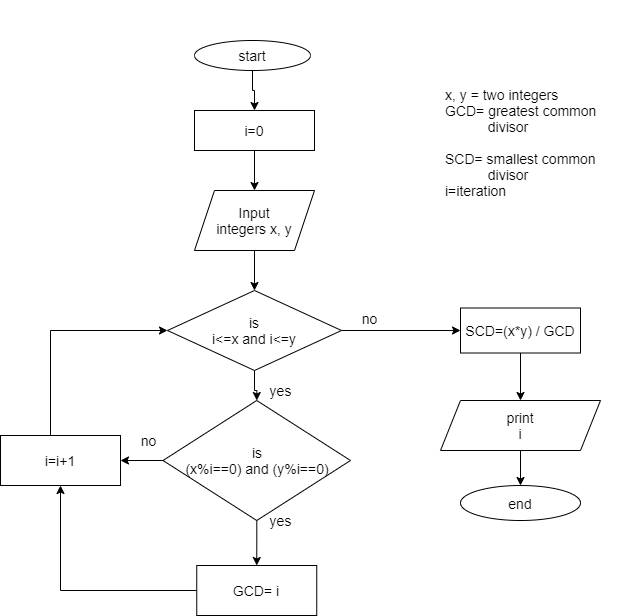 start
x, y = two integers
GCD= greatest common
divisor
SCD= smallest common
divisor
i=iteration
i=0
Input
integers x, y
is
i<=x and i<=y
no
SCD=(x*y) / GCD
yes
print
i
no
is
(x%i==0) and (y%i==0)
i=i+1
end
yes
GCD= i